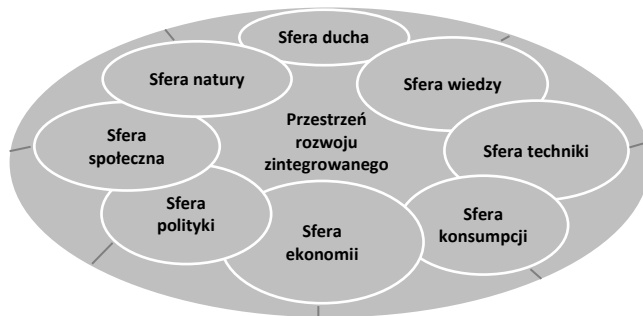 Sfera ducha
Sfera natury
Sfera wiedzy
Przestrzeń
rozwoju
zintegrowanego
Sfera
społeczna
Sfera techniki
Sfera
polityki
Sfera
ekonomii
Sfera
konsumpcji